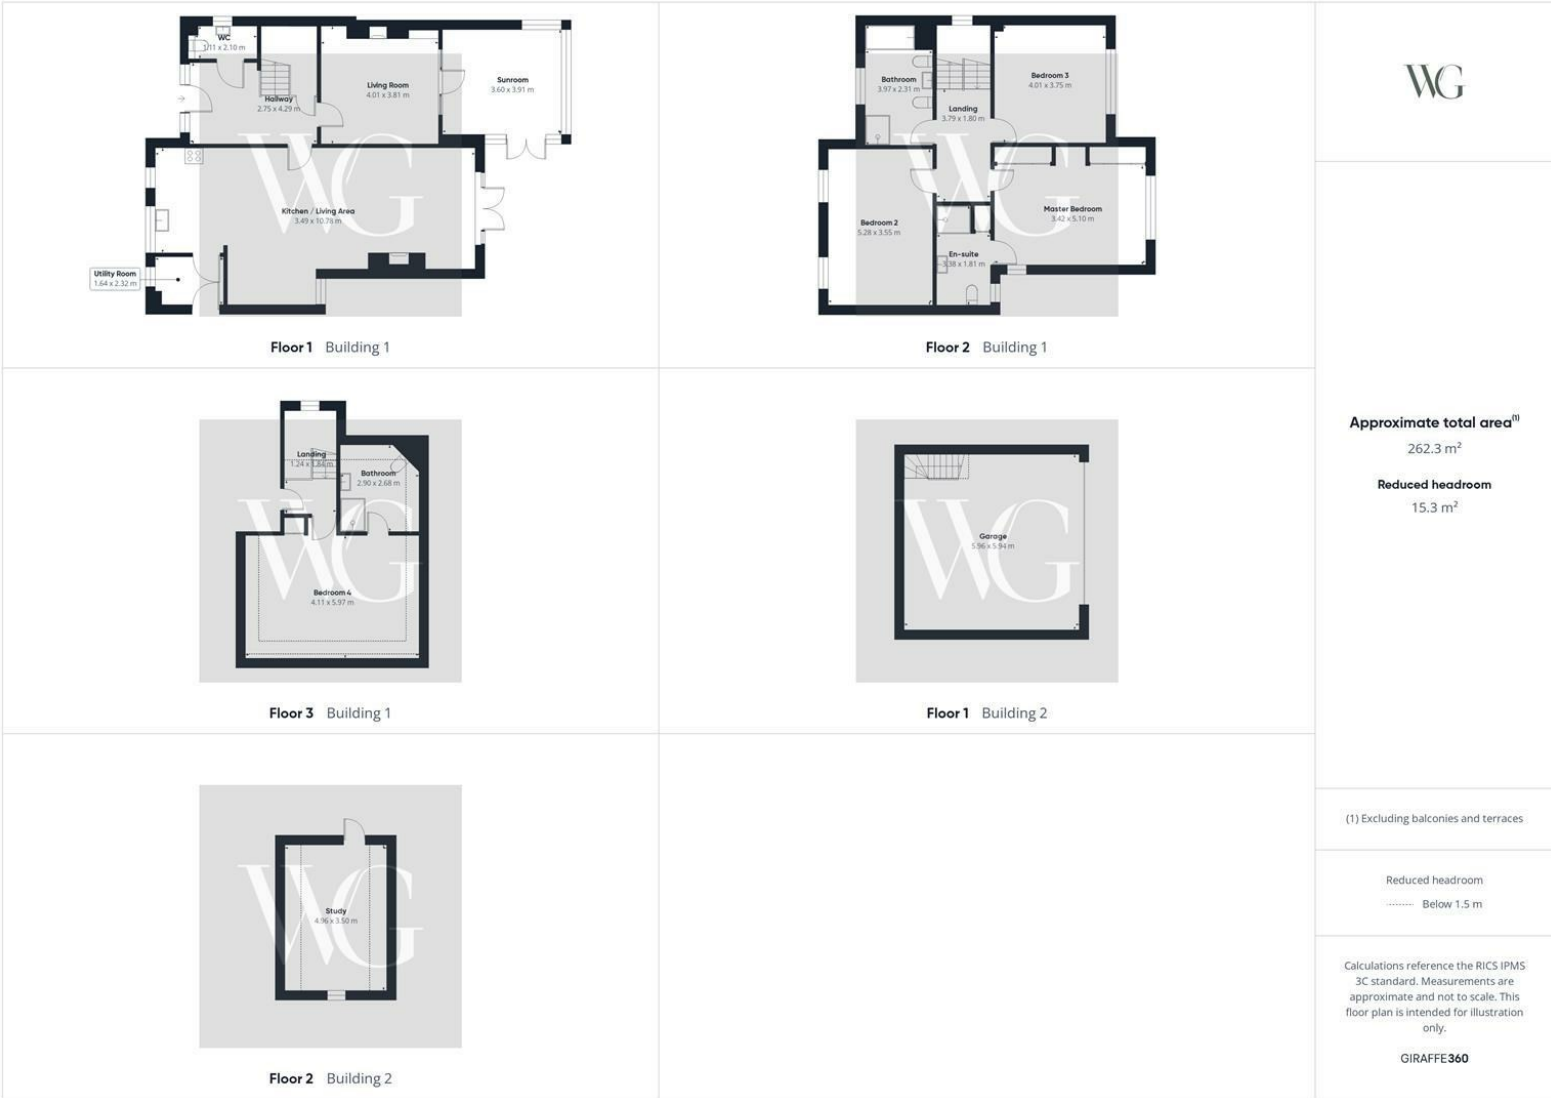 WC
1.11 x 2.10 m
Hallway
2.75 x 4.29 m
Living Room
4.01 x 3.81 m
Sunroom
3.60 x 3.91 m
Kitchen / Living Area
3.49 x 10.78 m
Utility Room
1.64 x 2.32 m
WG
Floor 1 Building 1
Bathroom
3.97 x 2.31 m
Landing
3.79 x 1.80 m
Bedroom 3
4.01 x 3.75 m
Bedroom 2
5.28 x 3.55 m
Master Bedroom
3.42 x 5.10 m
En-suite
3.38 x 1.81 m
WG
Floor 2 Building 1
Landing
1.24 x 1.84 m
Bathroom
2.90 x 2.68 m
Bedroom 4
4.11 x 5.97 m
WG
Floor 3 Building 1
Garage
5.96 x 5.94 m
WG
Floor 1 Building 2
Study
4.96 x 3.50 m
WG
Floor 2 Building 2
WG
Approximate total area(1)
262.3 m²
Reduced headroom
15.3 m²
(1) Excluding balconies and terraces
Reduced headroom
Below 1.5 m
Calculations reference the RICS IPMS
3C standard. Measurements are
approximate and not to scale. This
floor plan is intended for illustration
only.
GIRAFFE360